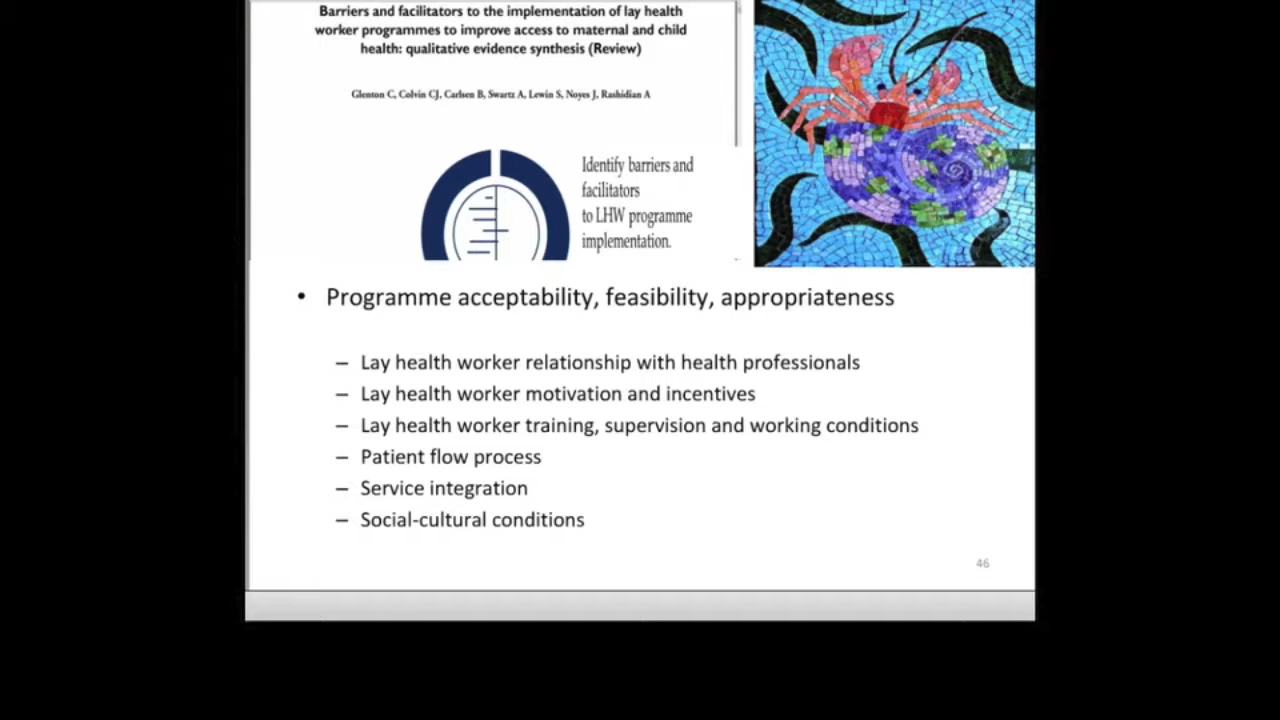 Barriers and facilitators to the implementation of lay health
worker programmes to improve access to maternal and child
health: qualitative evidence synthesis (Review)
Glenton C, Colvin CJ, Carlsen B, Swartz A, Lewin S, Noyes J, Rashidian A
Identify barriers and
facilitators
to LHW programme
implementation.
• Programme acceptability, feasibility, appropriateness
– Lay health worker relationship with health professionals
– Lay health worker motivation and incentives
– Lay health worker training, supervision and working conditions
– Patient flow process
– Service integration
– Social-cultural conditions
46